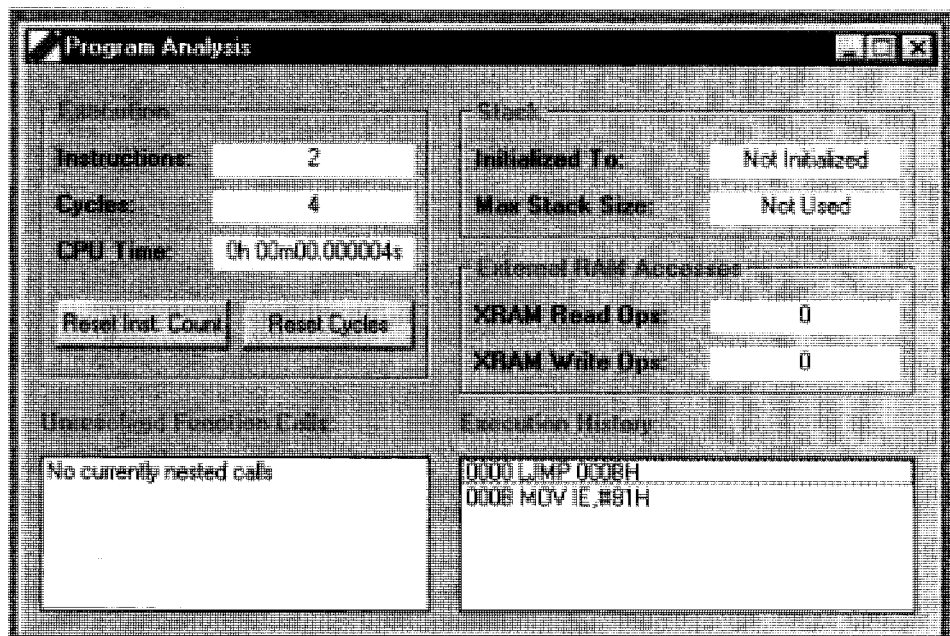 Program Analysis
Execution
Instructions: 2
Cycles: 4
CPU Time: 0h 00m00.000004s
Reset Inst. Count
Reset Cycles
Stack
Initialized To: Not Initialized
Max Stack Size: Not Used
External RAM Accesses
XRAM Read Ops: 0
XRAM Write Ops: 0
Function Calls
No currently nested calls
Execution History
0000 LJMP 000BH
000B MOV IE,#81H